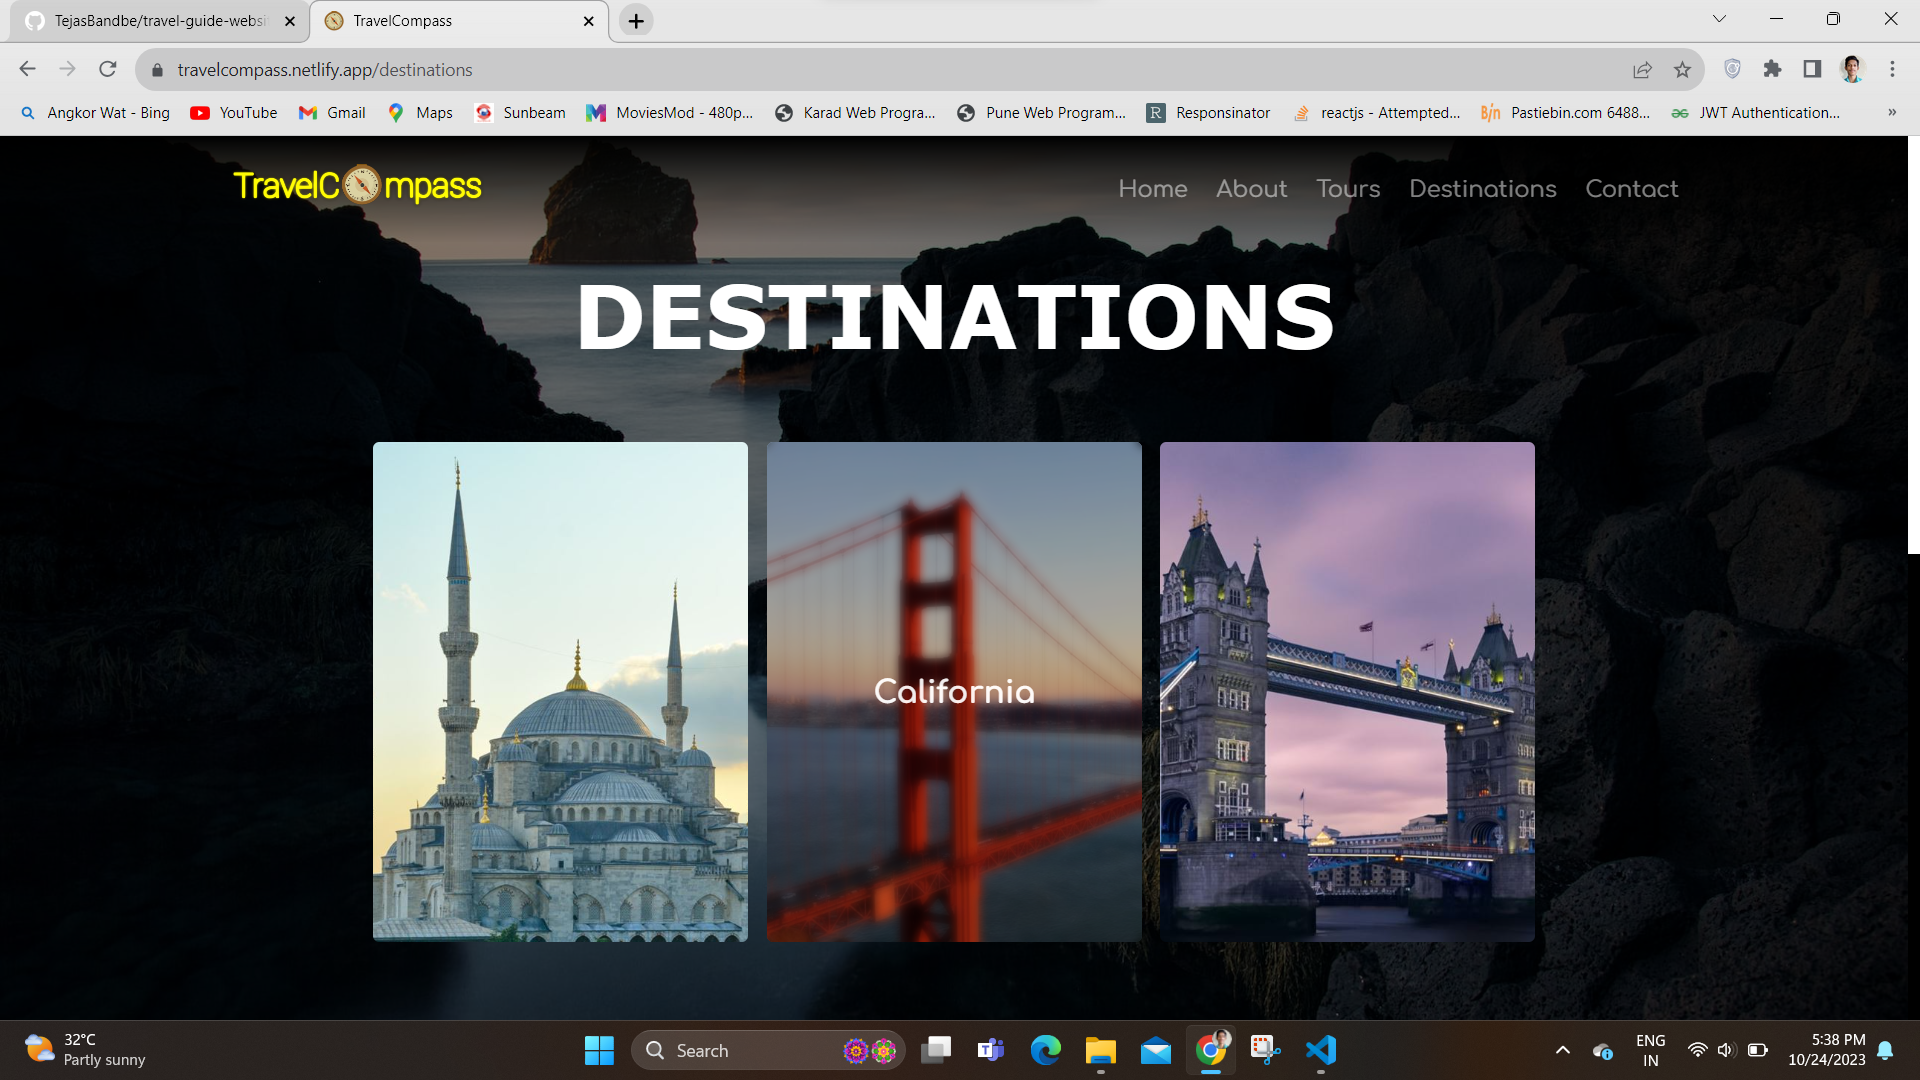 TejasBandbe/travel-guide-websi
TravelCompass
travelcompass.netlify.app/destinations
Angkor Wat - Bing
YouTube
Gmail
Maps
Sunbeam
MoviesMod - 480p...
Karad Web Progra...
Pune Web Program...
R
Responsinator
reactjs - Attempted...
B/n
Pastiebin.com 6488...
JWT Authentication...
»
TravelCompass
Home
About
Tours
Destinations
Contact
DESTINATIONS
California
32°C
Partly sunny
Search
ENG
IN
5:38 PM
10/24/2023